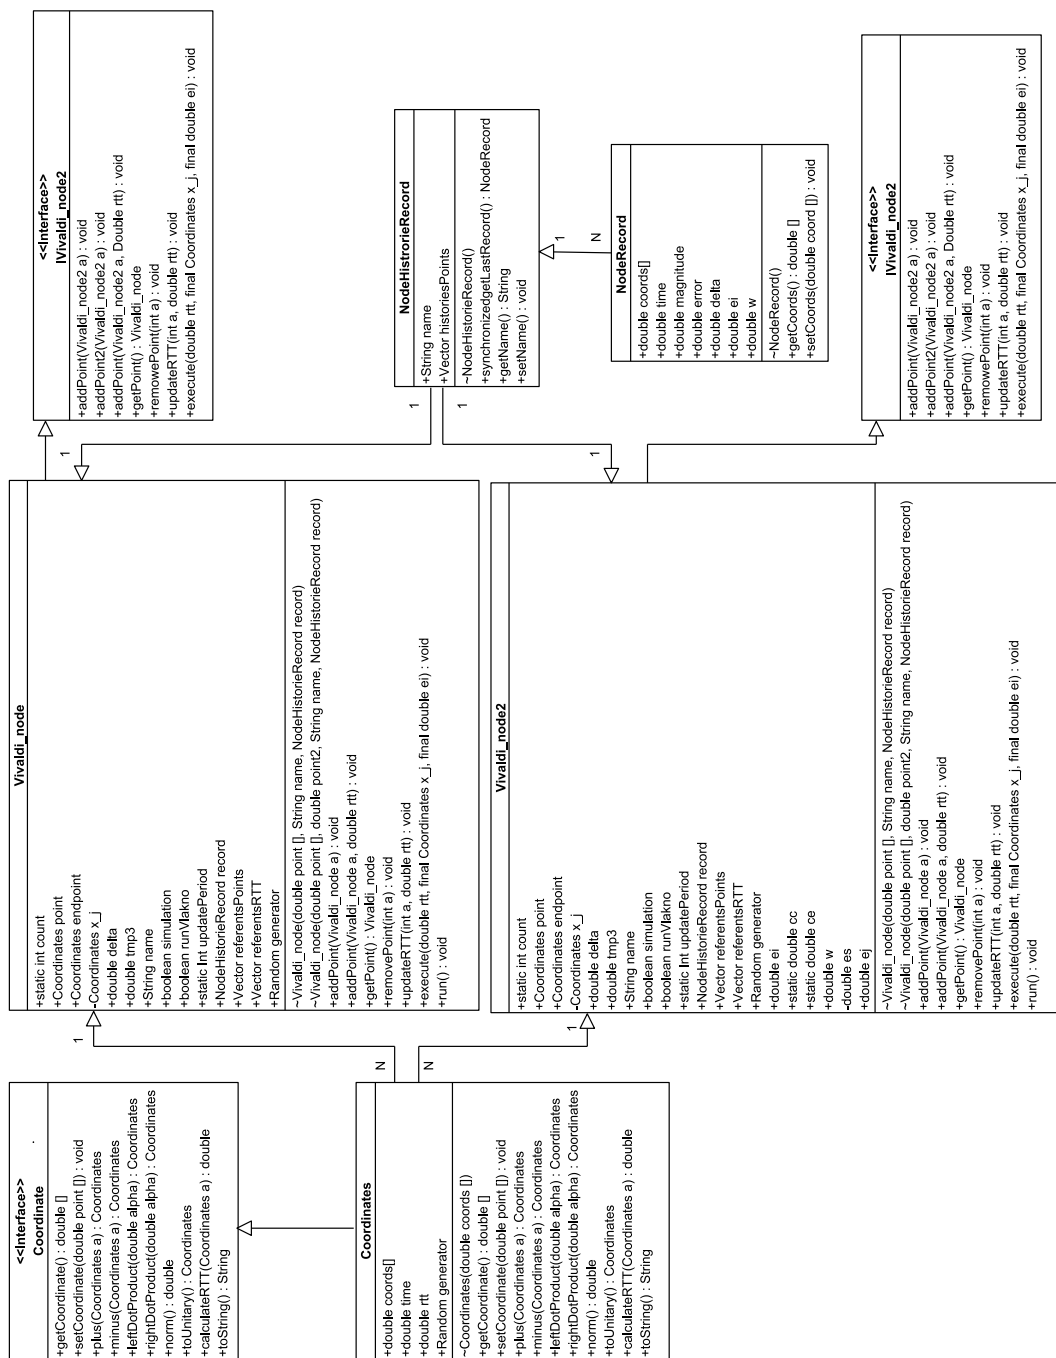 <<Interface>>
Coordinate
+getCoordinate() : double []
+setCoordinate(double point []) : void
+plus(Coordinates a) : Coordinates
+minus(Coordinates a) : Coordinates
+leftDotProduct(double alpha) : Coordinates
+rightDotProduct(double alpha) : Coordinates
+norm() : double
+toUnitary() : Coordinates
+calculateRTT(Coordinates a) : double
+toString() : String
Coordinates
+double coords[]
+double time
+double rtt
+Random generator
~Coordinates(double coords [])
+getCoordinate() : double []
+setCoordinate(double point []) : void
+plus(Coordinates a) : Coordinates
+minus(Coordinates a) : Coordinates
+leftDotProduct(double alpha) : Coordinates
+rightDotProduct(double alpha) : Coordinates
+norm() : double
+toUnitary() : Coordinates
+calculateRTT(Coordinates a) : double
+toString() : String
1
N
N
1
Vivaldi_node
+static int count
+Coordinates point
+Coordinates endpoint
-Coordinates x_j
+double delta
+double tmp3
+String name
+boolean simulation
+boolean runVlakno
+static Int updatePeriod
+NodeHistorieRecord record
+Vector referentsPoints
+Vector referentsRTT
+Random generator
~Vivaldi_node(double point [], String name, NodeHistorieRecord record)
~Vivaldi_node(double point [], double point2, String name, NodeHistorieRecord record)
+addPoint(Vivaldi_node a) : void
+addPoint(Vivaldi_node a, double rtt) : void
+getPoint() : Vivaldi_node
+removePoint(int a) : void
+updateRTT(int a, double rtt) : void
+execute(double rtt, final Coordinates x_j, final double ei) : void
+run() : void
Vivaldi_node2
+static int count
+Coordinates point
+Coordinates endpoint
-Coordinates x_j
+double delta
+double tmp3
+String name
+boolean simulation
+boolean runVlakno
+static Int updatePeriod
+NodeHistorieRecord record
+Vector referentsPoints
+Vector referentsRTT
+Random generator
+double ei
+static double cc
+static double ce
+double w
-double es
+double ej
~Vivaldi_node(double point [], String name, NodeHistorieRecord record)
~Vivaldi_node(double point [], double point2, String name, NodeHistorieRecord record)
+addPoint(Vivaldi_node a) : void
+addPoint(Vivaldi_node a, double rtt) : void
+getPoint() : Vivaldi_node
+removePoint(int a) : void
+updateRTT(int a, double rtt) : void
+execute(double rtt, final Coordinates x_j, final double ei) : void
+run() : void
1
1
1
1
<<Interface>>
IVivaldi_node2
+addPoint(Vivaldi_node2 a) : void
+addPoint2(Vivaldi_node2 a) : void
+addPoint(Vivaldi_node2 a, Double rtt) : void
+getPoint() : Vivaldi_node
+remowePoint(int a) : void
+updateRTT(int a, double rtt) : void
+execute(double rtt, final Coordinates x_j, final double ei) : void
NodeHistrorieRecord
+String name
+Vector historiesPoints
~NodeHistorieRecord()
+synchronizedgetLastRecord() : NodeRecord
+getName() : String
+setName() : void
1
N
NodeRecord
+double coords[]
+double time
+double magnitude
+double error
+double delta
+double ei
+double w
~NodeRecord()
+getCoords() : double []
+setCoords(double coord []) : void
<<Interface>>
IVivaldi_node2
+addPoint(Vivaldi_node2 a) : void
+addPoint2(Vivaldi_node2 a) : void
+addPoint(Vivaldi_node2 a, Double rtt) : void
+getPoint() : Vivaldi_node
+remowePoint(int a) : void
+updateRTT(int a, double rtt) : void
+execute(double rtt, final Coordinates x_j, final double ei) : void